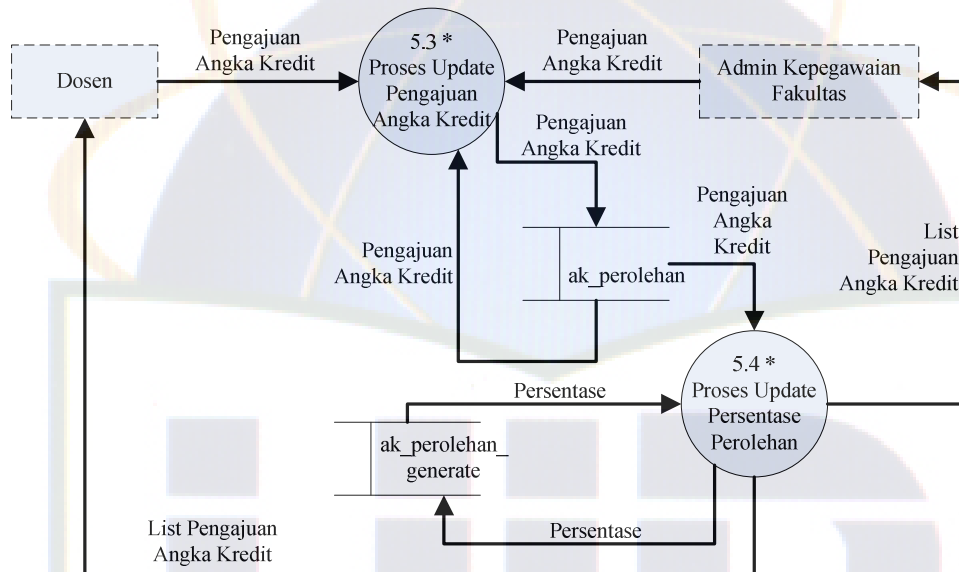 Dosen
Pengajuan
Angka Kredit
5.3 *
Proses Update
Pengajuan
Angka Kredit
Pengajuan
Angka Kredit
Admin Kepegawaian
Fakultas
Pengajuan
Angka Kredit
Pengajuan
Angka Kredit
ak_perolehan
Pengajuan
Angka
Kredit
List
Pengajuan
Angka Kredit
5.4 *
Proses Update
Persentase
Perolehan
Persentase
ak_perolehan_
generate
Persentase
List Pengajuan
Angka Kredit